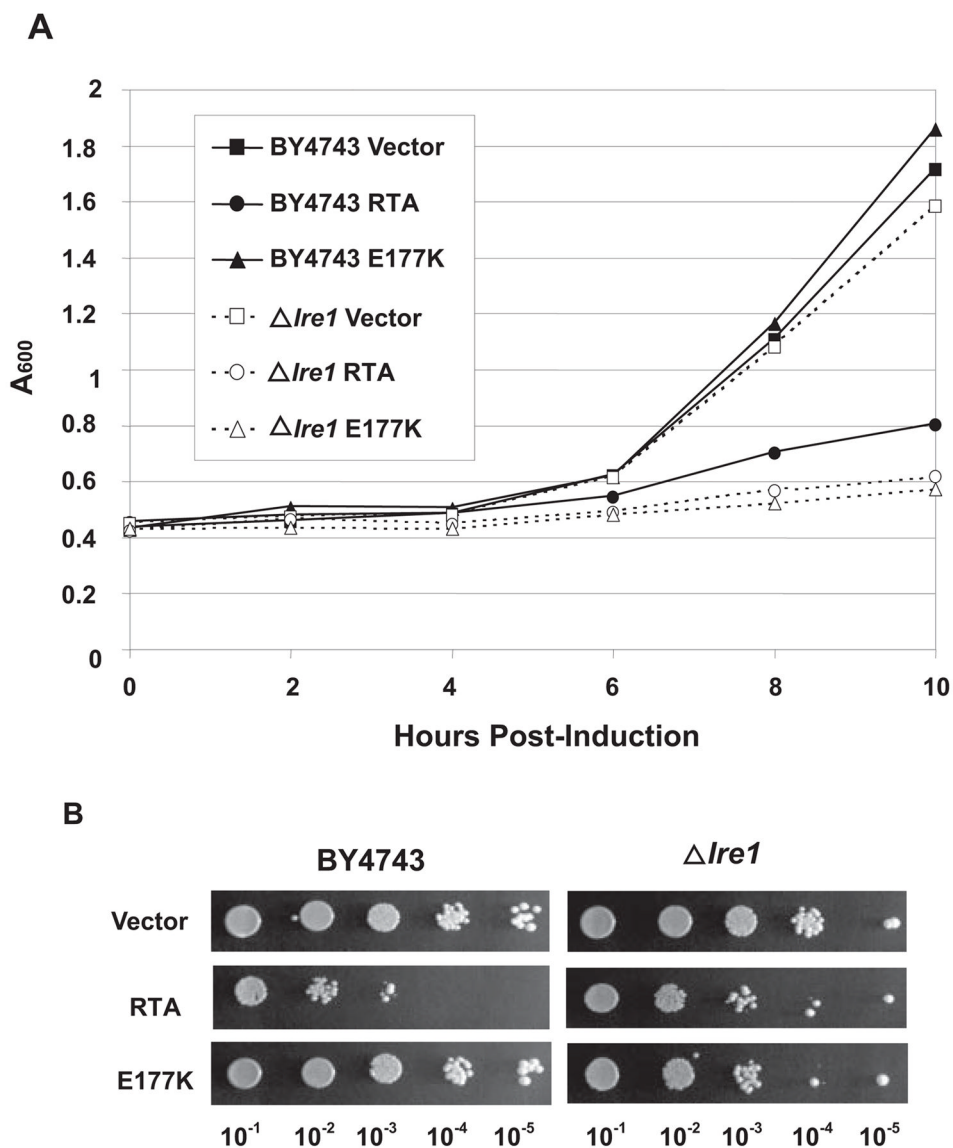 A
2
1.8
1.6
1.4
1.2
1
0.8
0.6
0.4
0.2
0
A600
BY4743 Vector
BY4743 RTA
BY4743 E177K
△Ire1 Vector
△Ire1 RTA
△Ire1 E177K
0 2 4 6 8 10
Hours Post-Induction
B
BY4743 △Ire1
Vector
RTA
E177K
10-1 10-2 10-3 10-4 10-5 10-1 10-2 10-3 10-4 10-5